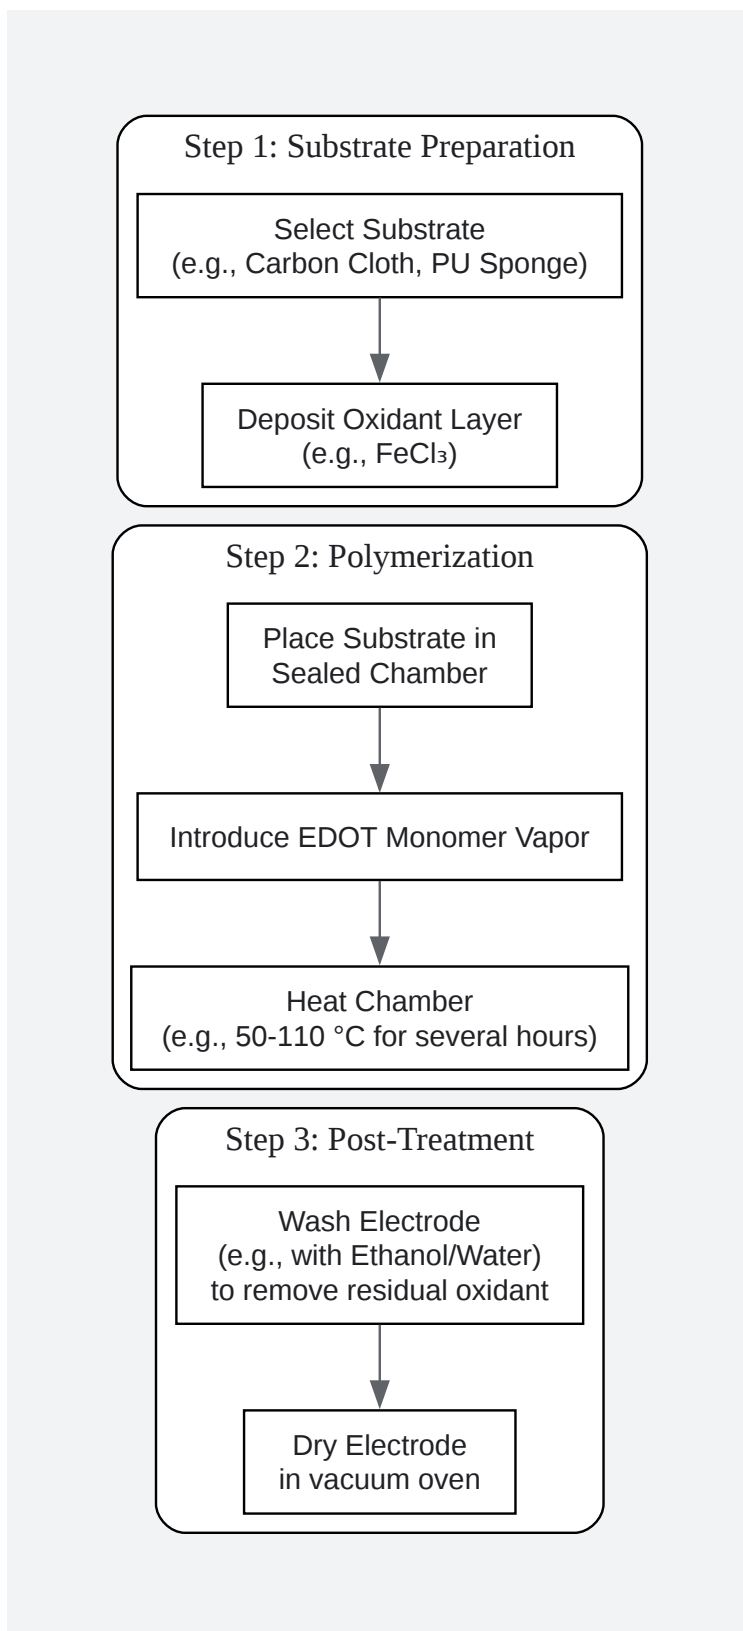 Step 1: Substrate Preparation
Select Substrate
(e.g., Carbon Cloth, PU Sponge)
Deposit Oxidant Layer
(e.g., FeCl₃)
Step 2: Polymerization
Place Substrate in
Sealed Chamber
Introduce EDOT Monomer Vapor
Heat Chamber
(e.g., 50-110 °C for several hours)
Step 3: Post-Treatment
Wash Electrode
(e.g., with Ethanol/Water)
to remove residual oxidant
Dry Electrode
in vacuum oven